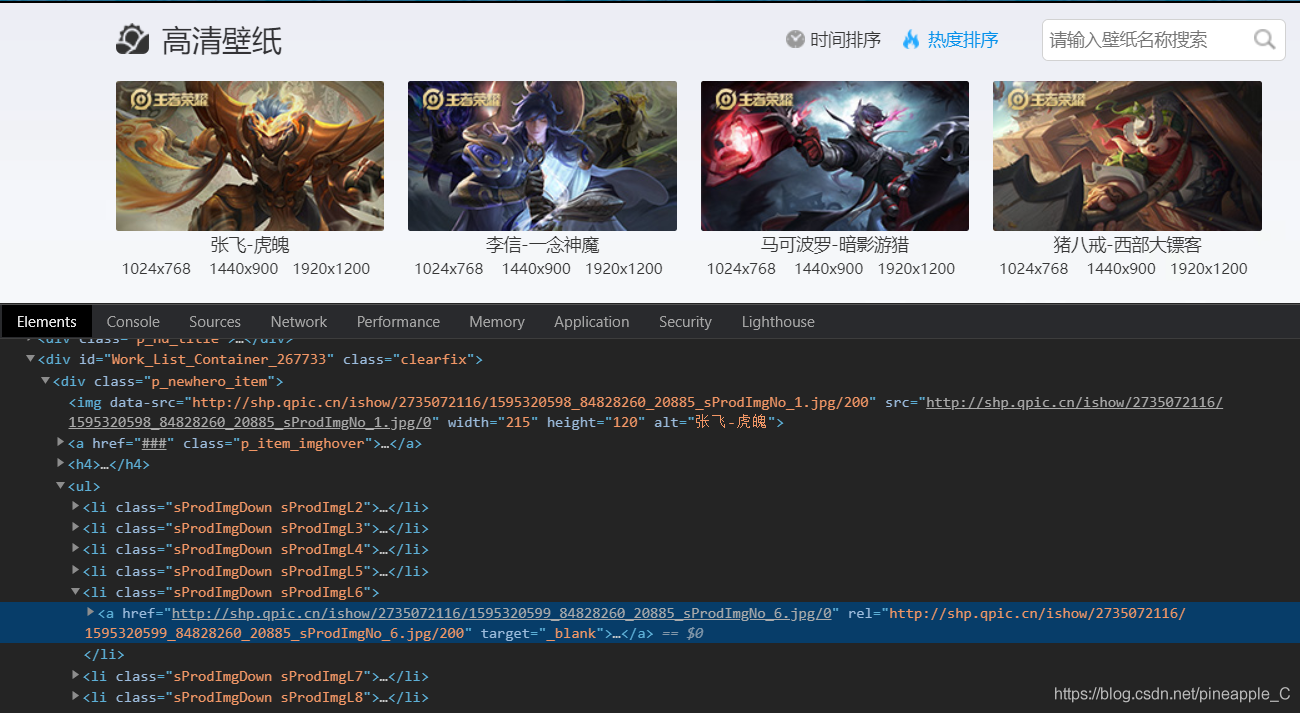 高清壁纸
时间排序 热度排序 请输入壁纸名称搜索
王者荣耀 王者荣耀 王者荣耀 王者荣耀
张飞-虎魄 李信-一念神魔 马可波罗-暗影游猎 猪八戒-西部大镖客
1024x768 1440x900 1920x1200 1024x768 1440x900 1920x1200 1024x768 1440x900 1920x1200 1024x768 1440x900 1920x1200
Elements Console Sources Network Performance Memory Application Security Lighthouse
<div class="p_hd_title">…</div>
<div id="Work_List_Container_267733" class="clearfix">
<div class="p_newhero_item">
<img data-src="http://shp.qpic.cn/ishow/2735072116/1595320598_84828260_20885_sProdImgNo_1.jpg/200" src="http://shp.qpic.cn/ishow/2735072116/
1595320598_84828260_20885_sProdImgNo_1.jpg/0" width="215" height="120" alt="张飞-虎魄">
<a href="###" class="p_item_imghover">…</a>
<h4>…</h4>
<ul>
<li class="sProdImgDown sProdImgL2">…</li>
<li class="sProdImgDown sProdImgL3">…</li>
<li class="sProdImgDown sProdImgL4">…</li>
<li class="sProdImgDown sProdImgL5">…</li>
<li class="sProdImgDown sProdImgL6">
<a href="http://shp.qpic.cn/ishow/2735072116/1595320599_84828260_20885_sProdImgNo_6.jpg/0" rel="http://shp.qpic.cn/ishow/2735072116/
1595320599_84828260_20885_sProdImgNo_6.jpg/200" target="_blank">…</a> == $0
</li>
<li class="sProdImgDown sProdImgL7">…</li>
<li class="sProdImgDown sProdImgL8">…</li>
https://blog.csdn.net/pineapple_C